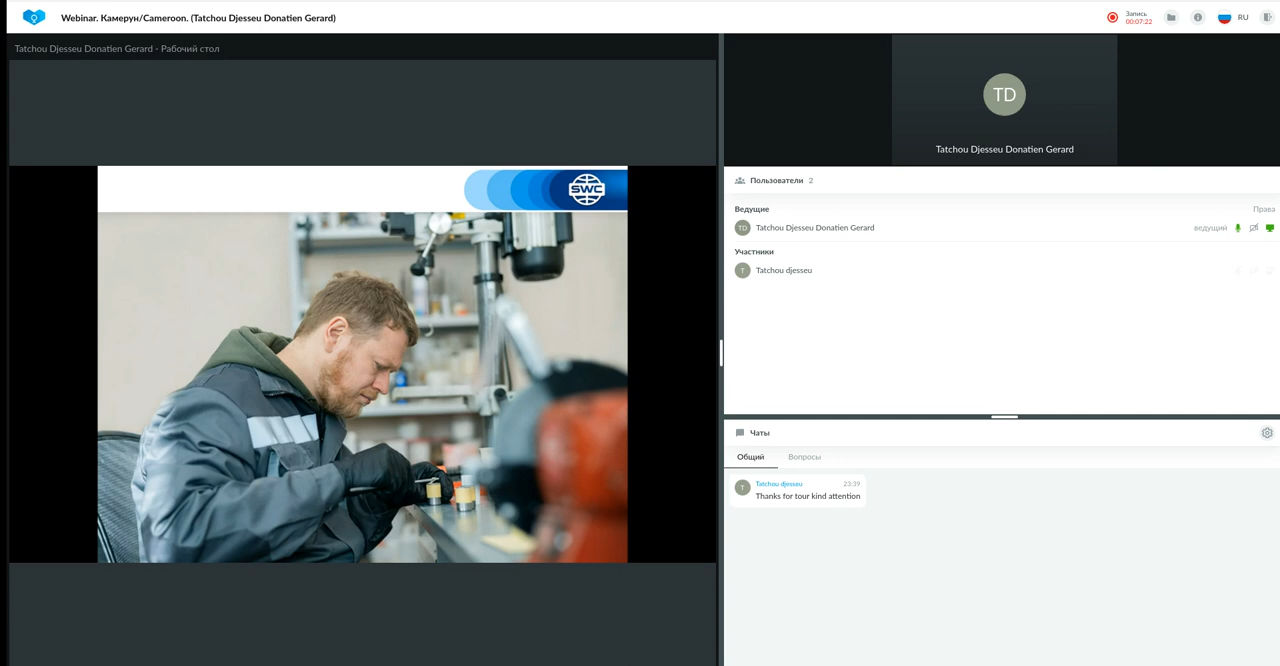 Webinar. Камерун/Cameroon. (Tatchou Djesseu Donatien Gerard)
Запись
00:07:22
RU
Tatchou Djesseu Donatien Gerard - Рабочий стол
SWC
TD
Tatchou Djesseu Donatien Gerard
Пользователи 2
Ведущие
Права
TD Tatchou Djesseu Donatien Gerard ведущий
Участники
T Tatchou djesseu
Чаты
Общий Вопросы
T Tatchou djesseu 23:39
Thanks for tour kind attention